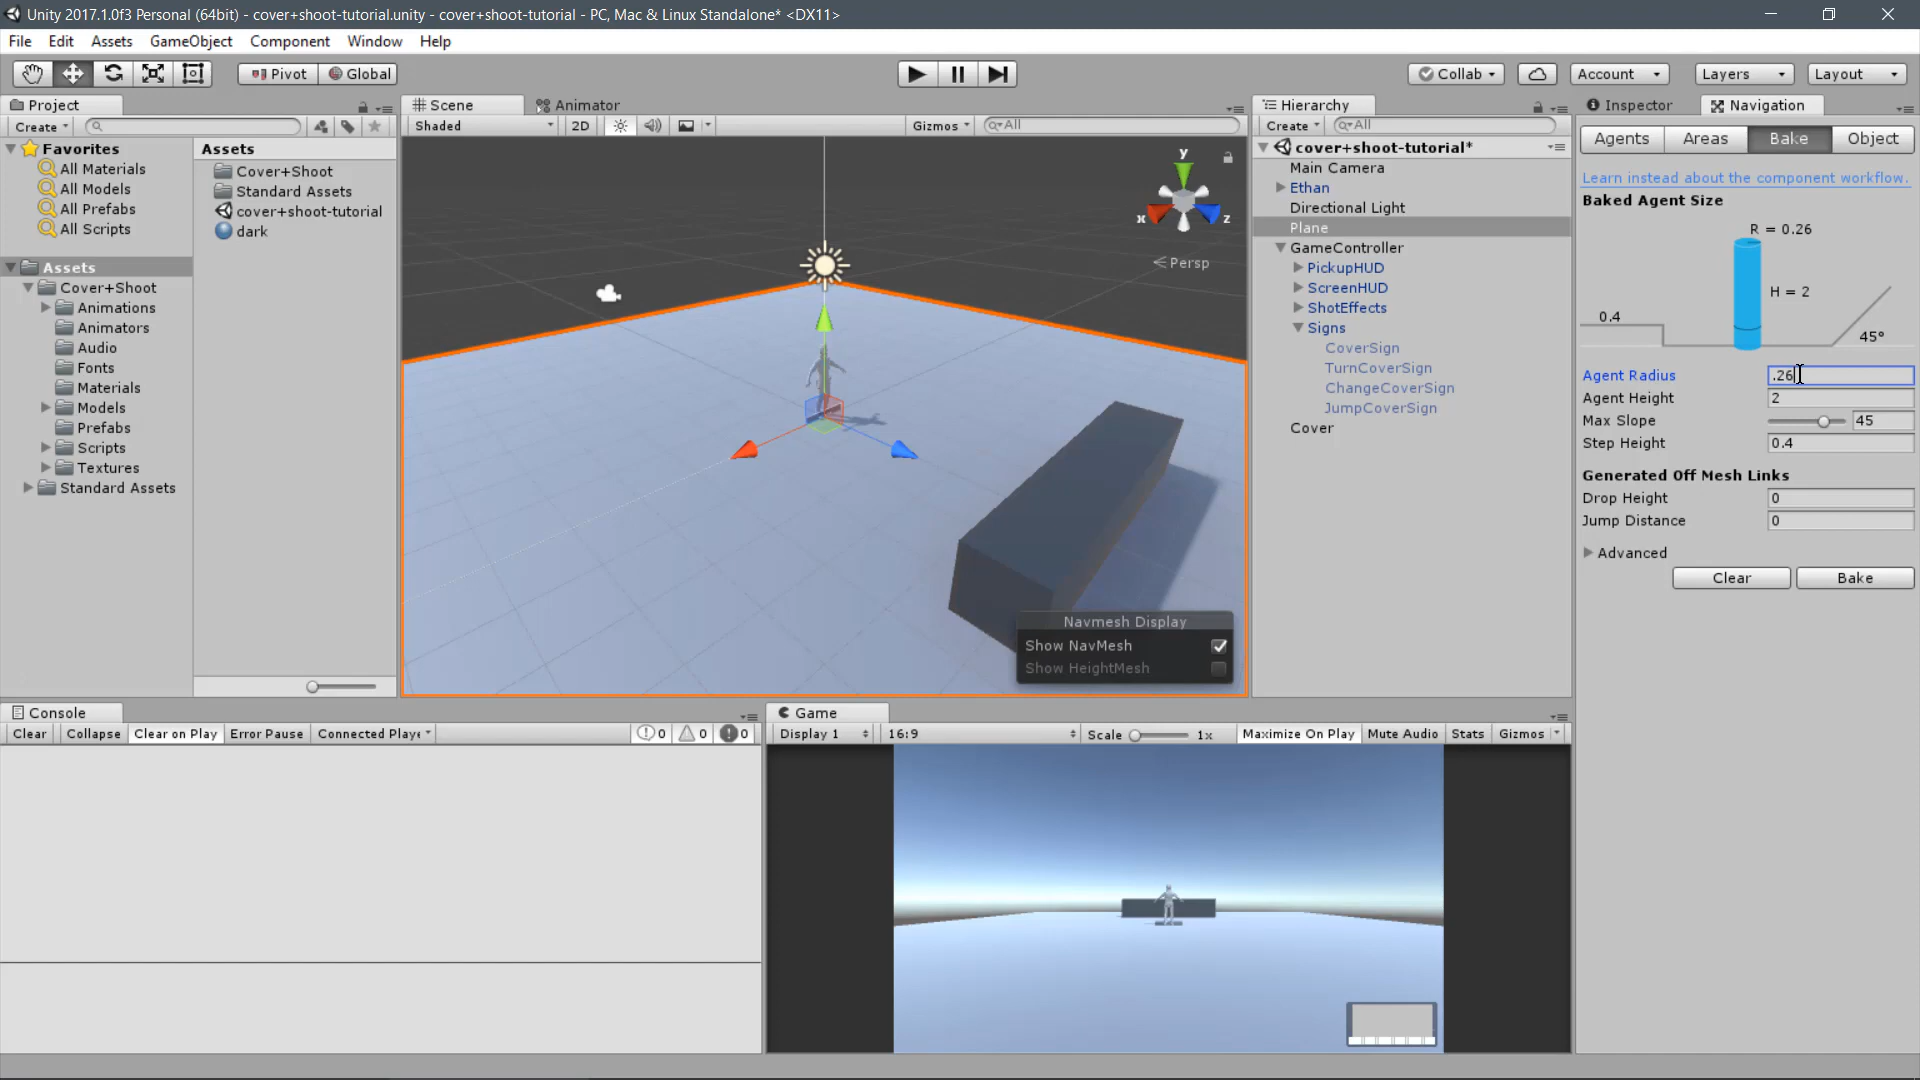 Unity 2017.1.0f3 Personal (64bit) - cover+shoot-tutorial.unity - cover+shoot-tutorial - PC, Mac & Linux Standalone* <DX11>
File Edit Assets GameObject Component Window Help
Pivot Global Collab Account Layers Layout
Project
Create
Favorites
All Materials
All Models
All Prefabs
All Scripts
Assets
Cover+Shoot
Animations
Animators
Audio
Fonts
Materials
Models
Prefabs
Scripts
Textures
Standard Assets
Assets
Cover+Shoot
Standard Assets
cover+shoot-tutorial
dark
Scene Animator
Shaded 2D Gizmos All
y
x z
Persp
Navmesh Display
Show NavMesh
Show HeightMesh
Hierarchy
Create All
cover+shoot-tutorial*
Main Camera
Ethan
Directional Light
Plane
GameController
PickupHUD
ScreenHUD
ShotEffects
Signs
CoverSign
TurnCoverSign
ChangeCoverSign
JumpCoverSign
Cover
Inspector Navigation
Agents Areas Bake Object
Learn instead about the component workflow.
Baked Agent Size
R = 0.26
H = 2
0.4
45°
Agent Radius .26
Agent Height 2
Max Slope 45
Step Height 0.4
Generated Off Mesh Links
Drop Height 0
Jump Distance 0
Advanced
Clear Bake
Console
Clear Collapse Clear on Play Error Pause Connected Playe 0 0 0
Game
Display 1 16:9 Scale 1x Maximize On Play Mute Audio Stats Gizmos